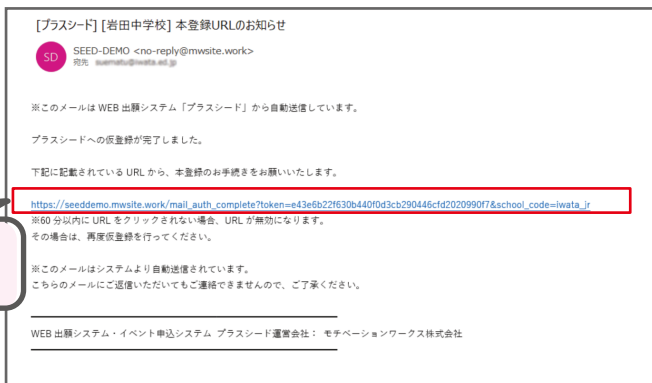 [プラスシード] [岩田中学校] 本登録URLのお知らせ
SD
SEED-DEMO <no-reply@mwsite.work>
宛先
※このメールは WEB 出願システム「プラスシード」から自動送信しています。
プラスシードへの仮登録が完了しました。
下記に記載されている URL から、本登録のお手続きをお願いいたします。
https://seeddemo.mwsite.work/mail_auth_complete?token=e43e6b22f630b440f0d3cb290446cfd2020990f7&school_code=iwata_jr
※60 分以内に URL をクリックされない場合、URL が無効になります。
その場合は、再度仮登録を行ってください。
※このメールはシステムより自動送信されています。
こちらのメールにご返信いただいてもご連絡できませんので、ご了承ください。
WEB 出願システム・イベント申込システム プラスシード運営会社： モチベーションワークス株式会社